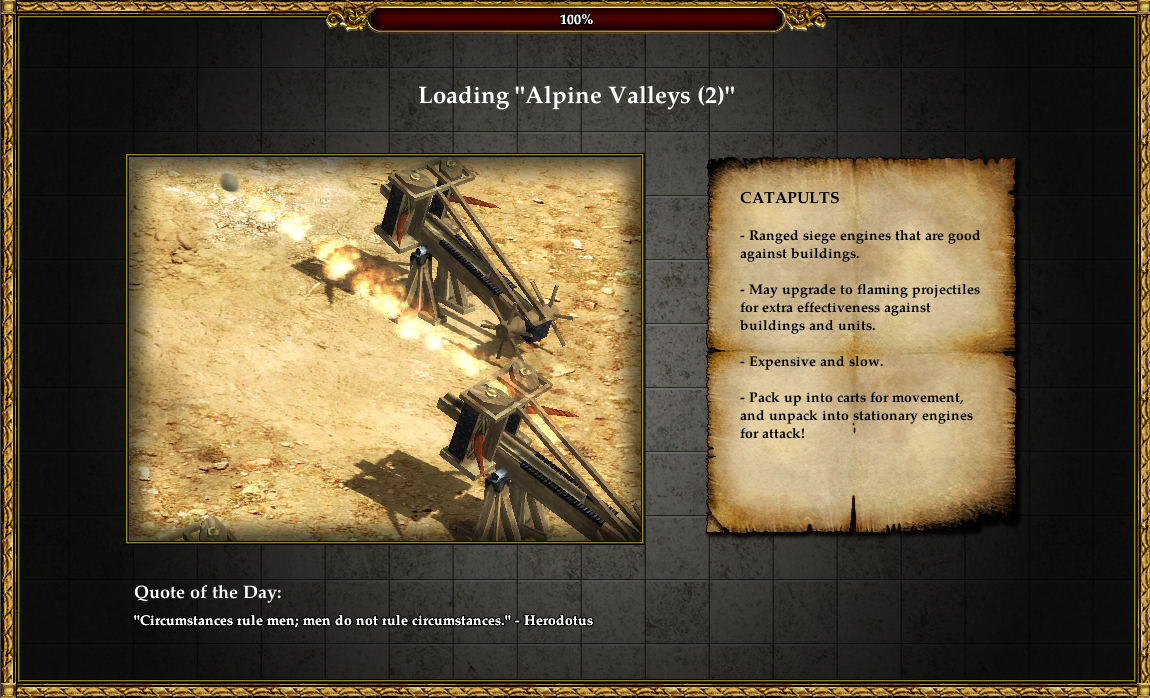 100%
Loading "Alpine Valleys (2)"
CATAPULTS
- Ranged siege engines that are good
against buildings.
- May upgrade to flaming projectiles
for extra effectiveness against
buildings and units.
- Expensive and slow.
- Pack up into carts for movement,
and unpack into stationary engines
for attack!
Quote of the Day:
"Circumstances rule men; men do not rule circumstances." - Herodotus